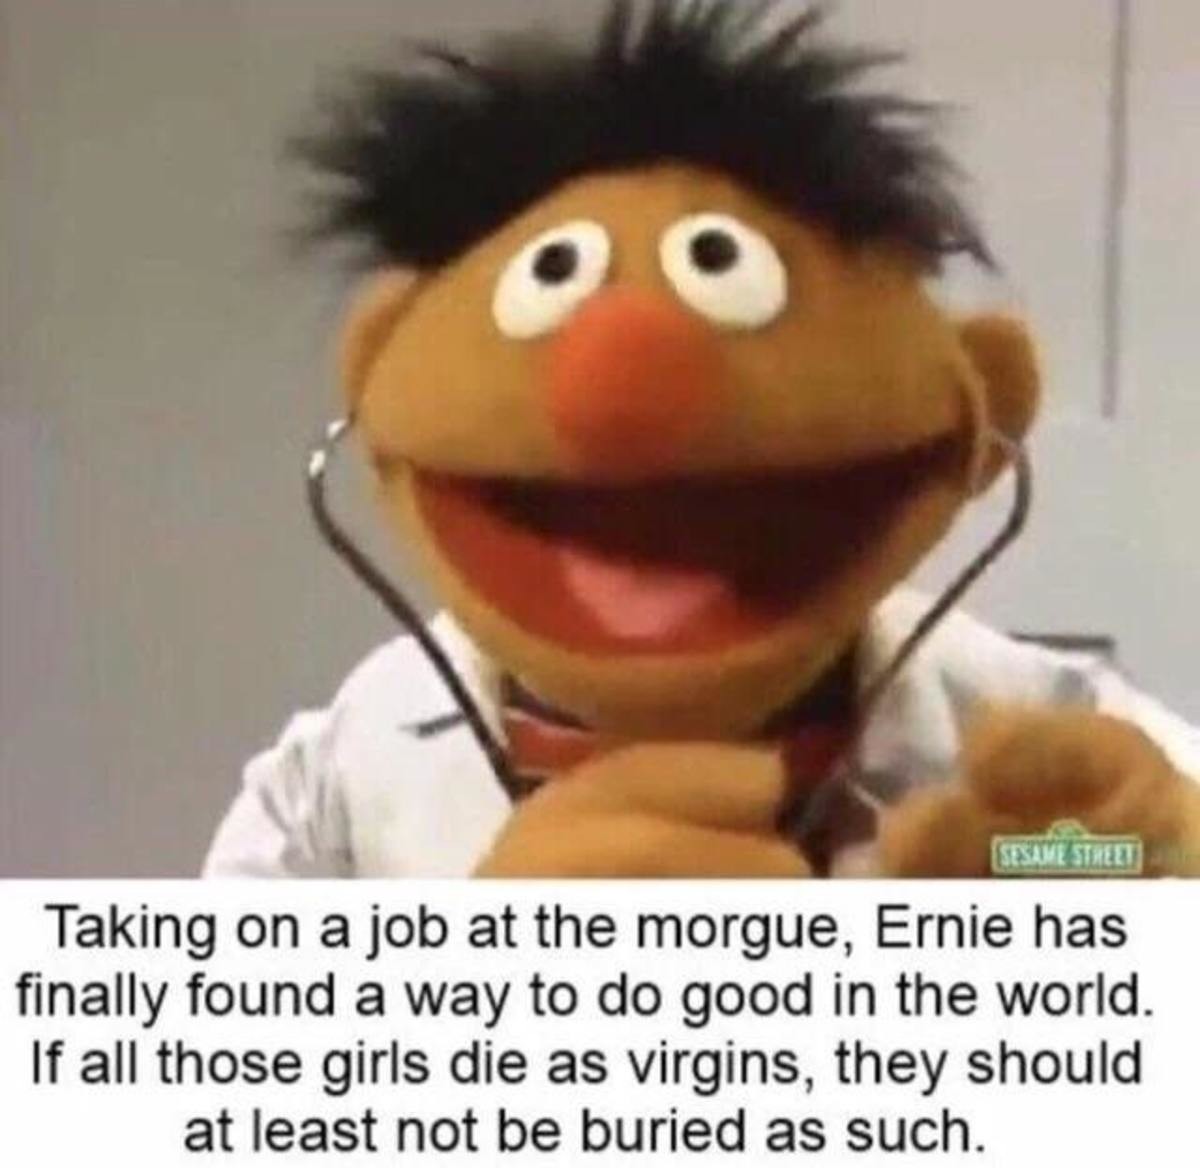 SESAME STREET
Taking on a job at the morgue, Ernie has
finally found a way to do good in the world.
If all those girls die as virgins, they should
at least not be buried as such.